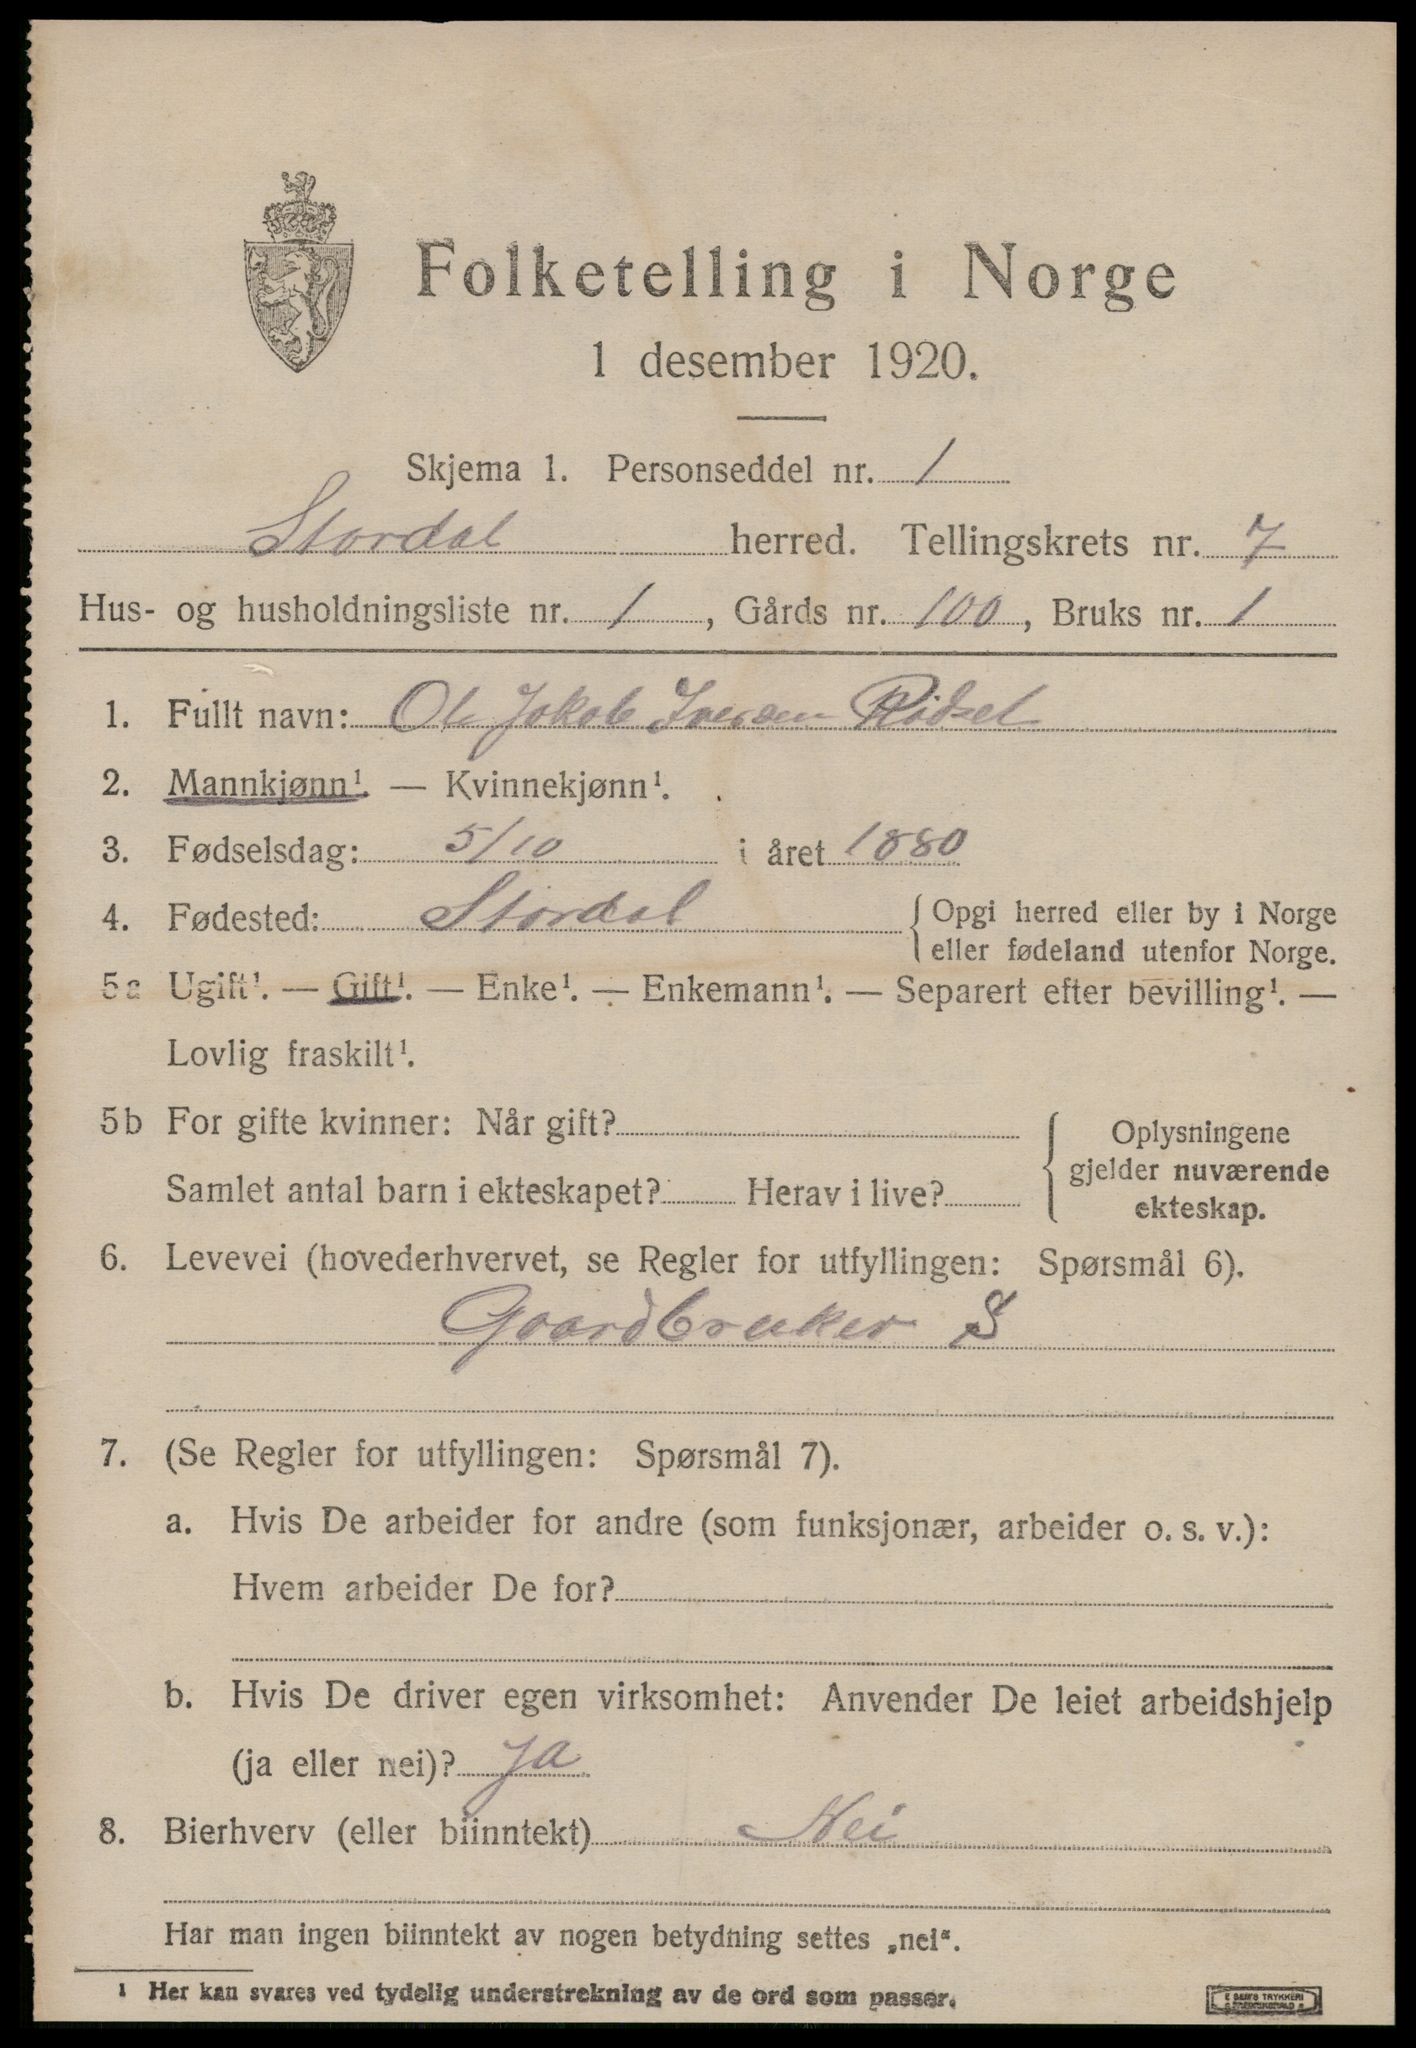 Folketelling i Norge
1 desember 1920.
Skjema 1. Personseddel nr. 1
Stordal herred. Tellingskrets nr. 7
Hus- og husholdningsliste nr. 1, Gårds nr. 100, Bruks nr. 1
1. Fullt navn: Ole Jakob Iversen Rödset
2. Mannkjønn¹. — Kvinnekjønn¹.
3. Fødselsdag: 5/10 i året 1880
4. Fødested: Stordal { Opgi herred eller by i Norge
eller fødeland utenfor Norge.
5a Ugift¹. — Gift¹. — Enke¹. — Enkemann¹. — Separert efter bevilling¹. —
Lovlig fraskilt¹.
5b For gifte kvinner: Når gift?
Samlet antal barn i ekteskapet? Herav i live?
{ Oplysningene
gjelder nuværende
ekteskap.
6. Levevei (hovederhvervet, se Regler for utfyllingen: Spørsmål 6).
Gaardbruker S
7. (Se Regler for utfyllingen: Spørsmål 7).
a. Hvis De arbeider for andre (som funksjonær, arbeider o. s. v.):
Hvem arbeider De for?
b. Hvis De driver egen virksomhet: Anvender De leiet arbeidshjelp
(ja eller nei)? Ja
8. Bierhverv (eller biinntekt) Nei
Har man ingen biinntekt av nogen betydning settes „nei“.
¹ Her kan svares ved tydelig understrekning av de ord som passer.